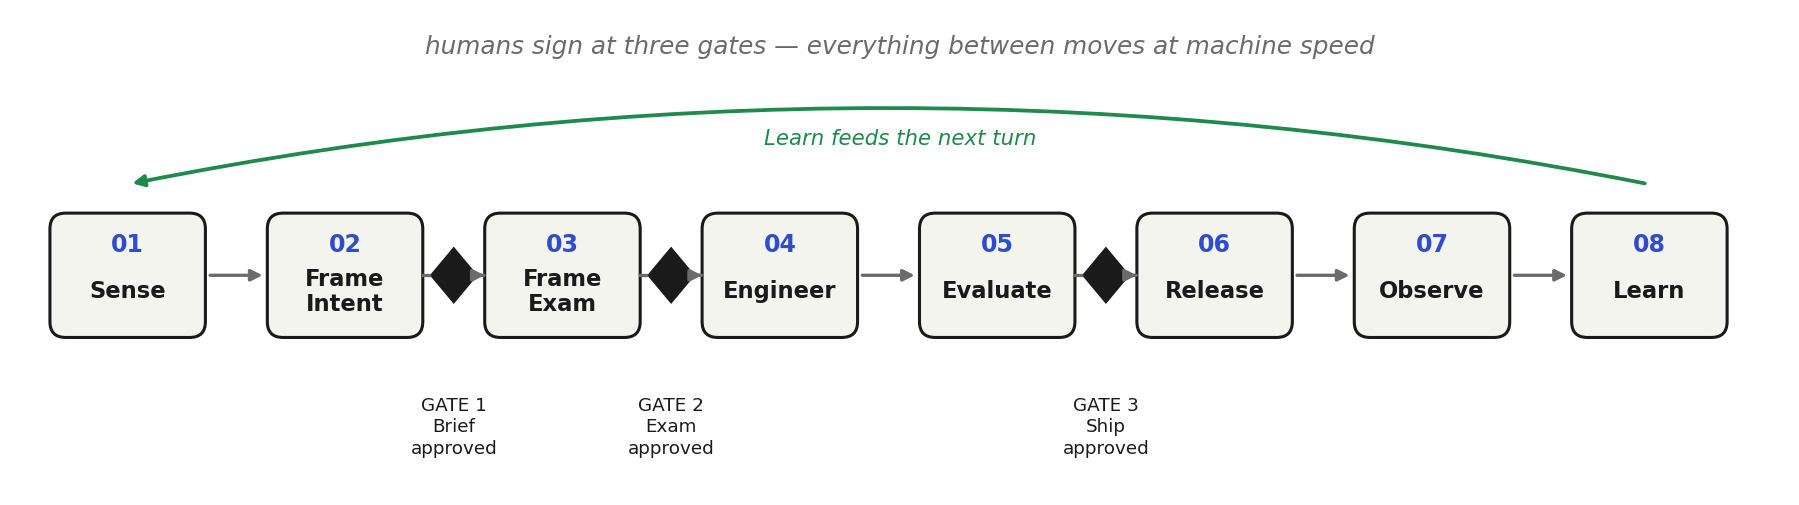 humans sign at three gates — everything between moves at machine speed
Learn feeds the next turn
01
Sense
02
Frame
Intent
03
Frame
Exam
04
Engineer
05
Evaluate
06
Release
07
Observe
08
Learn
GATE 1
Brief
approved
GATE 2
Exam
approved
GATE 3
Ship
approved